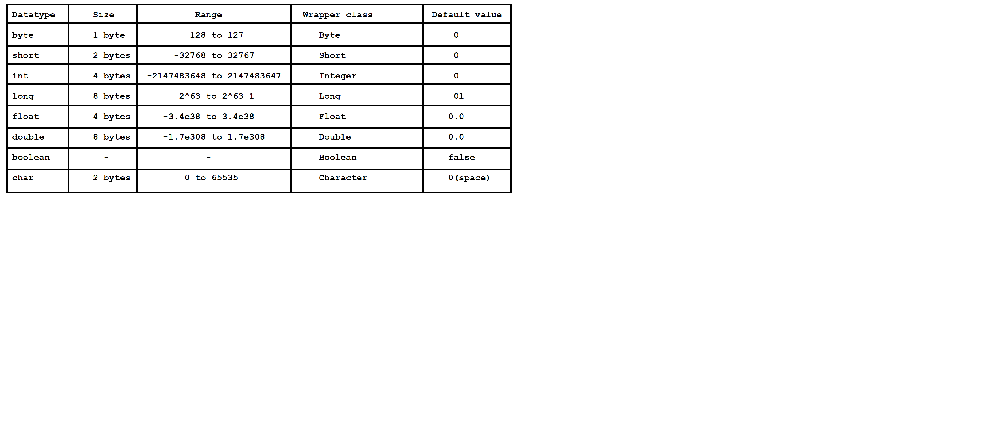 Datatype Size Range Wrapper class Default value
byte 1 byte -128 to 127 Byte 0
short 2 bytes -32768 to 32767 Short 0
int 4 bytes -2147483648 to 2147483647 Integer 0
long 8 bytes -2^63 to 2^63-1 Long 0l
float 4 bytes -3.4e38 to 3.4e38 Float 0.0
double 8 bytes -1.7e308 to 1.7e308 Double 0.0
boolean - - Boolean false
char 2 bytes 0 to 65535 Character 0(space)